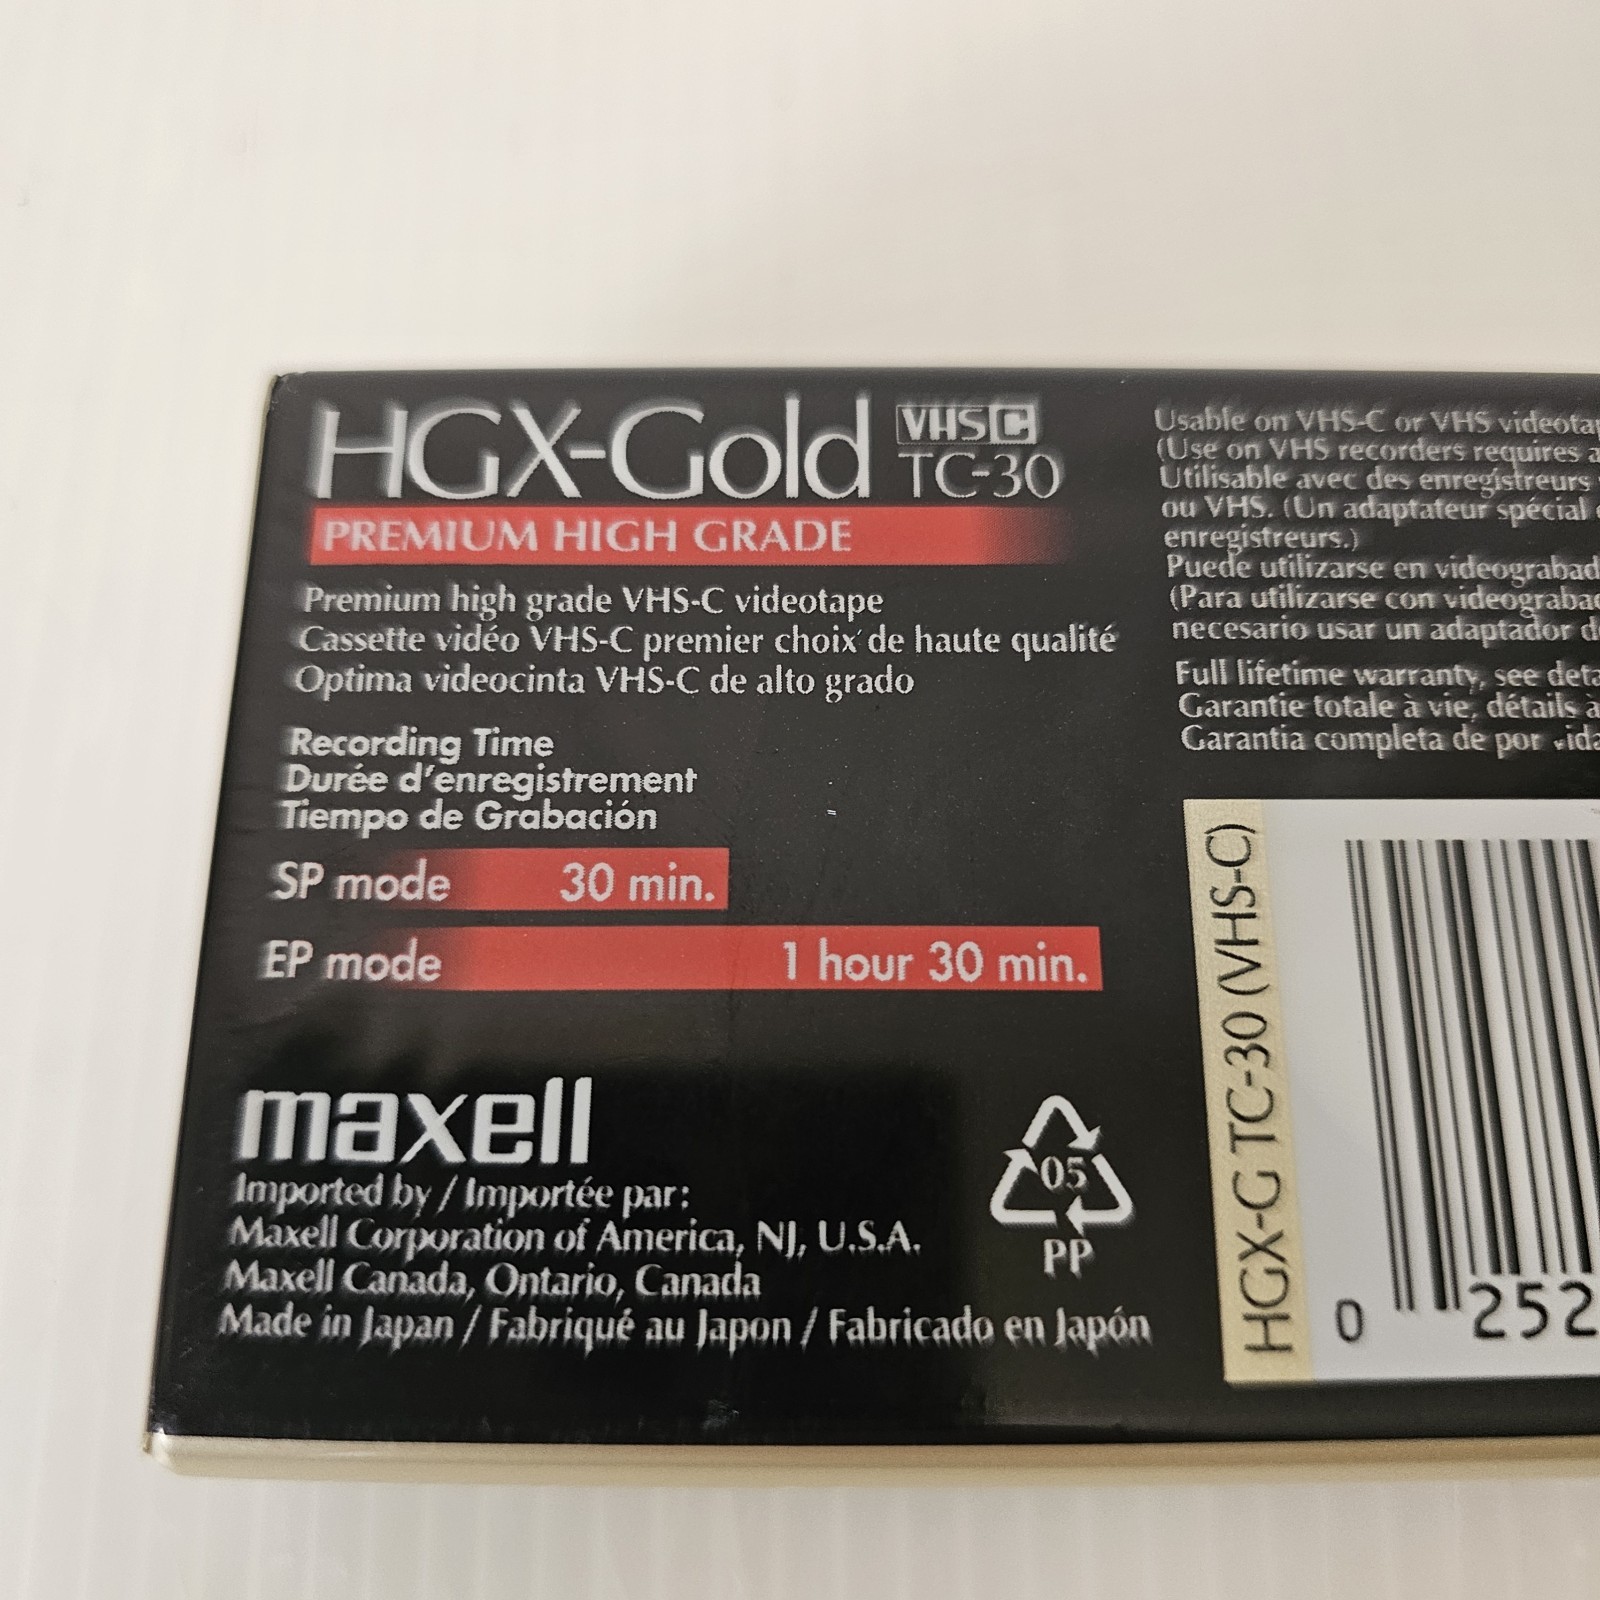 HGX-Gold VHS C
TC-30
PREMIUM HIGH GRADE
Premium high grade VHS-C videotape
Cassette vidéo VHS-C premier choix de haute qualité
Optima videocinta VHS-C de alto grado
Recording Time
Durée d'enregistrement
Tiempo de Grabación
SP mode 30 min.
EP mode 1 hour 30 min.
maxell
Imported by / Importée par:
Maxell Corporation of America, NJ, U.S.A.
Maxell Canada, Ontario, Canada
Made in Japan / Fabriqué au Japon / Fabricado en Japón
05
PP
Usable on VHS-C or VHS
(Use on VHS recorders requires
Utilisable avec des enregistreurs
ou VHS. (Un adaptateur spécial
enregistreurs.)
Puede utilizarse en
(Para utilizarse con
necesario usar un adaptador
Full lifetime warranty, see
Garantie totale à vie, détails à
Garantia completa de por
HGX-G TC-30 (VHS-C)
0 252